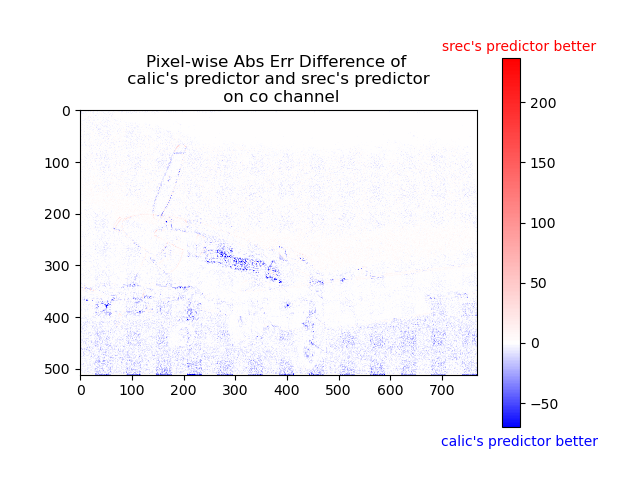 srec's predictor better
Pixel-wise Abs Err Difference of
calic's predictor and srec's predictor
on co channel
0
100
200
300
400
500
0 100 200 300 400 500 600 700
200
150
100
50
0
−50
calic's predictor better